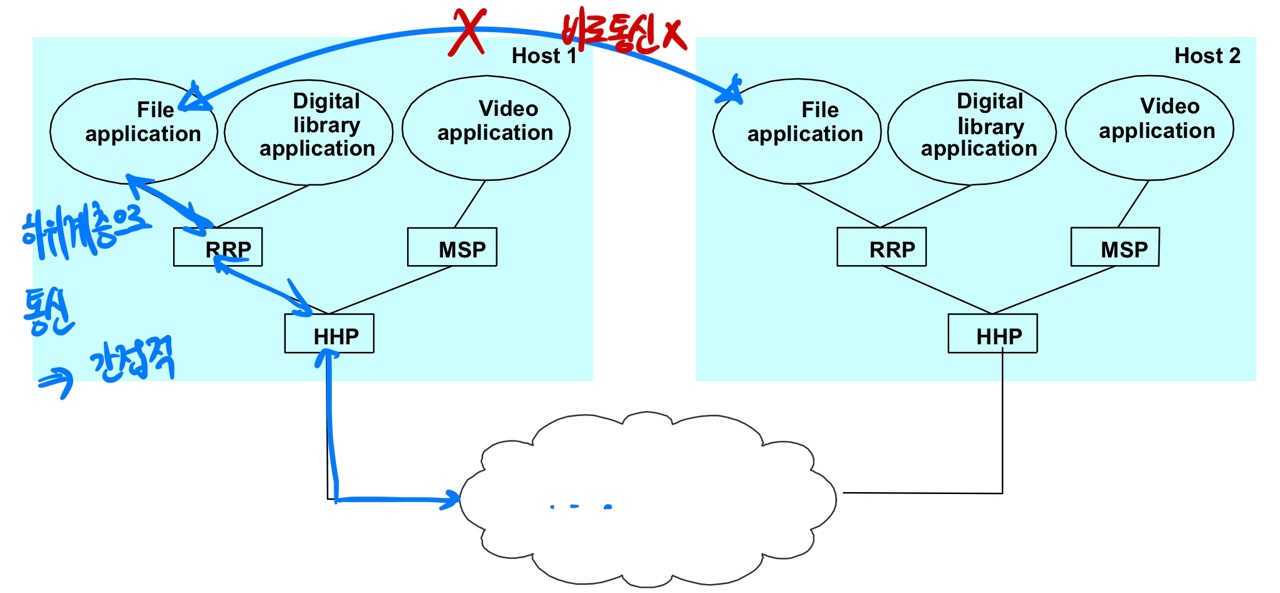 X 바로통신 X
Host 1
Host 2
File
application
Digital
library
application
Video
application
File
application
Digital
library
application
Video
application
하위계층으로
통신
→ 간접적
RRP
MSP
RRP
MSP
HHP
HHP
...